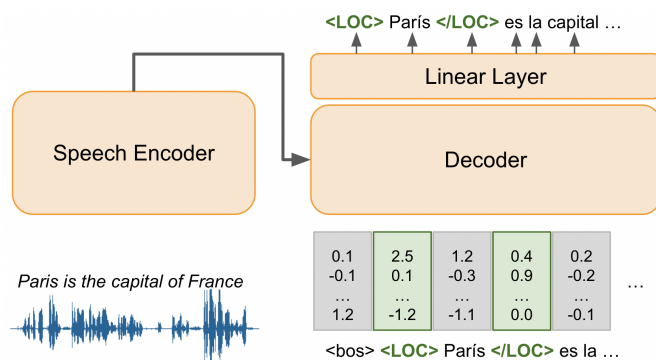 <LOC> París </LOC> es la capital ...
Linear Layer
Speech Encoder
Decoder
0.1 2.5 1.2 0.4 0.2
-0.1 0.1 -0.3 0.9 -0.2
... ... ... ... ... ...
1.2 -1.2 -1.1 0.0 -0.1
Paris is the capital of France
<bos> <LOC> París </LOC> es la ...